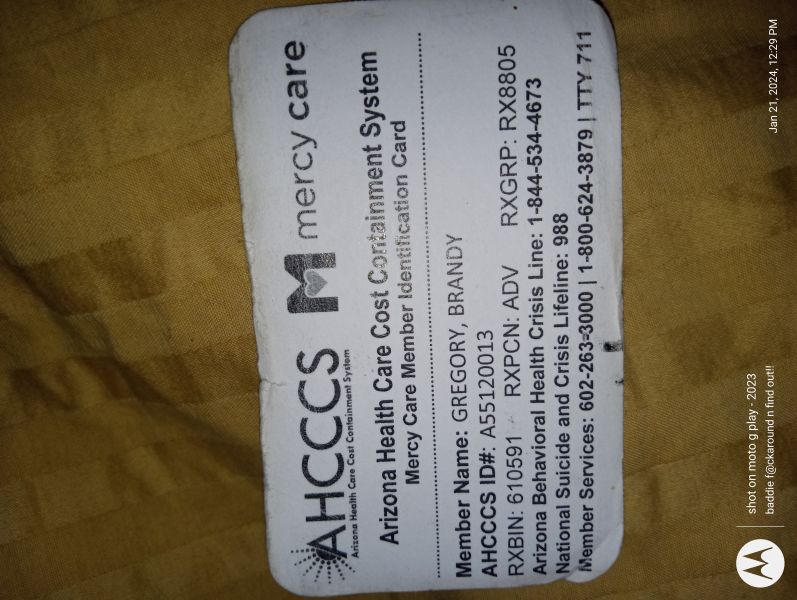 AHCCCS
Arizona Health Care Cost Containment System
M mercy care
Arizona Health Care Cost Containment System
Mercy Care Member Identification Card
Member Name: GREGORY, BRANDY
AHCCCS ID#: A55120013
RXBIN: 610591 RXPCN: ADV RXGRP: RX8805
Arizona Behavioral Health Crisis Line: 1-844-534-4673
National Suicide and Crisis Lifeline: 988
Member Services: 602-263-3000 | 1-800-624-3879 | TTY 711
shot on moto g play - 2023
baddie f@ckaround n find out!!
Jan 21, 2024, 12:29 PM